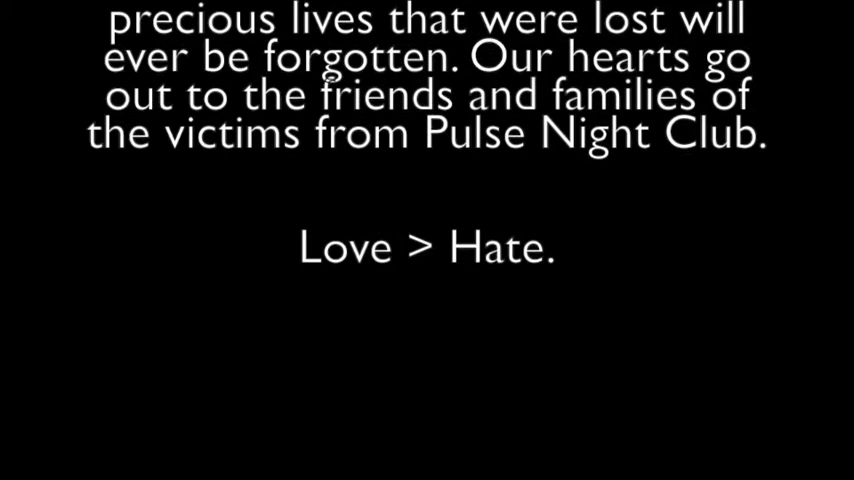 precious lives that were lost will
ever be forgotten. Our hearts go
out to the friends and families of
the victims from Pulse Night Club.
Love > Hate.